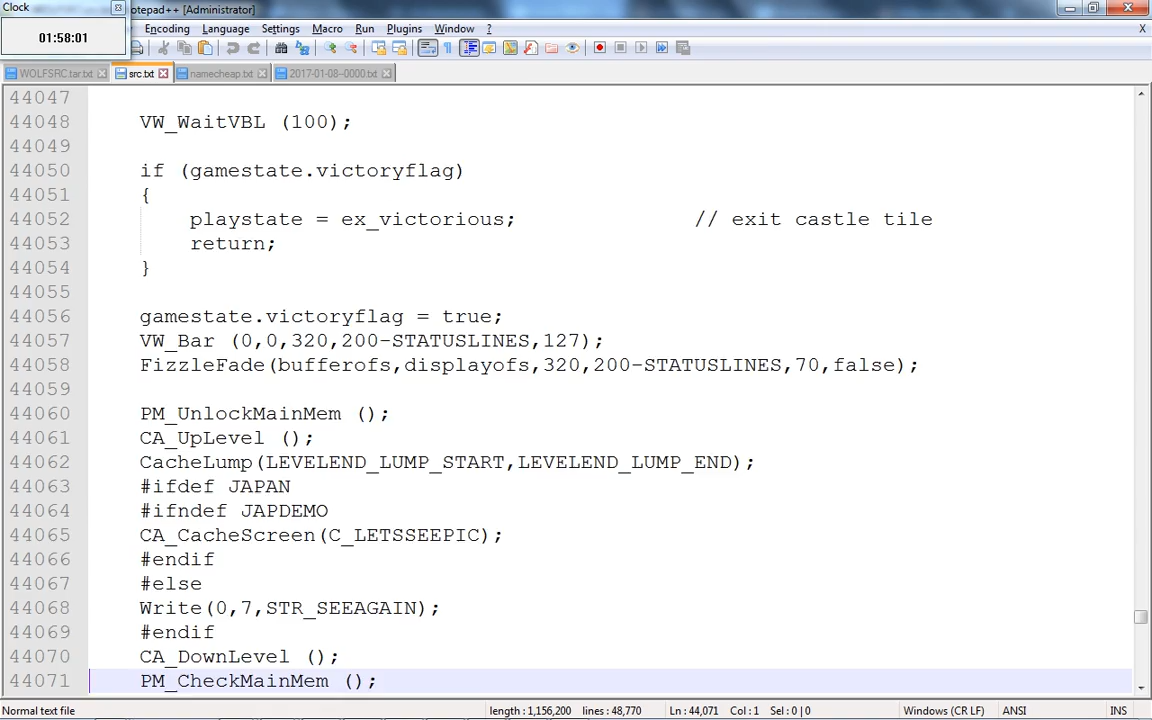 Clock
otepad++ [Administrator]
01:58:01
Encoding Language Settings Macro Run Plugins Window ?
X
WOLFSRC.tar.txt src.txt namecheap.txt 2017-01-08--0000.txt
44047
44048 VW_WaitVBL (100);
44049
44050 if (gamestate.victoryflag)
44051 {
44052 playstate = ex_victorious; // exit castle tile
44053 return;
44054 }
44055
44056 gamestate.victoryflag = true;
44057 VW_Bar (0,0,320,200-STATUSLINES,127);
44058 FizzleFade(bufferofs,displayofs,320,200-STATUSLINES,70,false);
44059
44060 PM_UnlockMainMem ();
44061 CA_UpLevel ();
44062 CacheLump(LEVELEND_LUMP_START,LEVELEND_LUMP_END);
44063 #ifdef JAPAN
44064 #ifndef JAPDEMO
44065 CA_CacheScreen(C_LETSSEEPIC);
44066 #endif
44067 #else
44068 Write(0,7,STR_SEEAGAIN);
44069 #endif
44070 CA_DownLevel ();
44071 PM_CheckMainMem ();
Normal text file length : 1,156,200 lines : 48,770 Ln : 44,071 Col : 1 Sel : 0 | 0 Windows (CR LF) ANSI INS